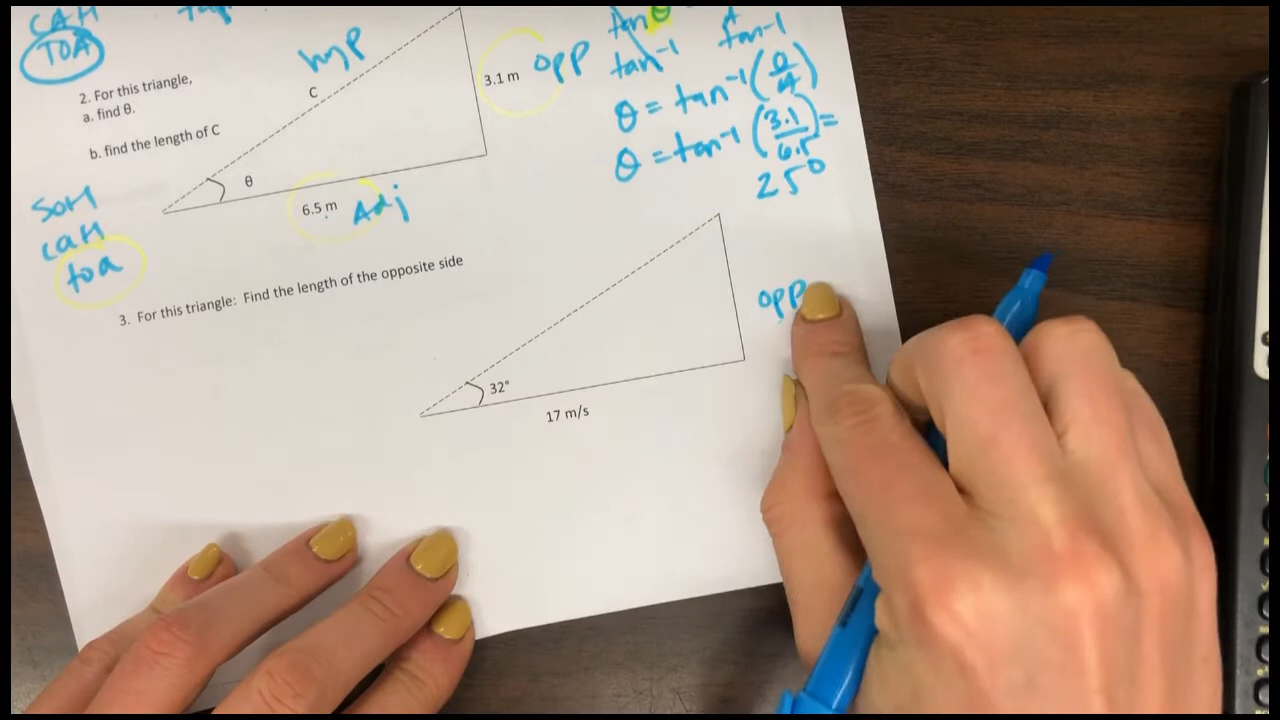 CAH
TOA
2. For this triangle,
a. find θ.
b. find the length of C
hyp
C
3.1 m
opp
θ
6.5 m
Adj
SOH
CAH
toa
tan θ
tan⁻¹ tan⁻¹
θ = tan⁻¹ (O/A)
θ = tan⁻¹ (3.1/6.5) =
25°
3. For this triangle: Find the length of the opposite side
opp
32°
17 m/s